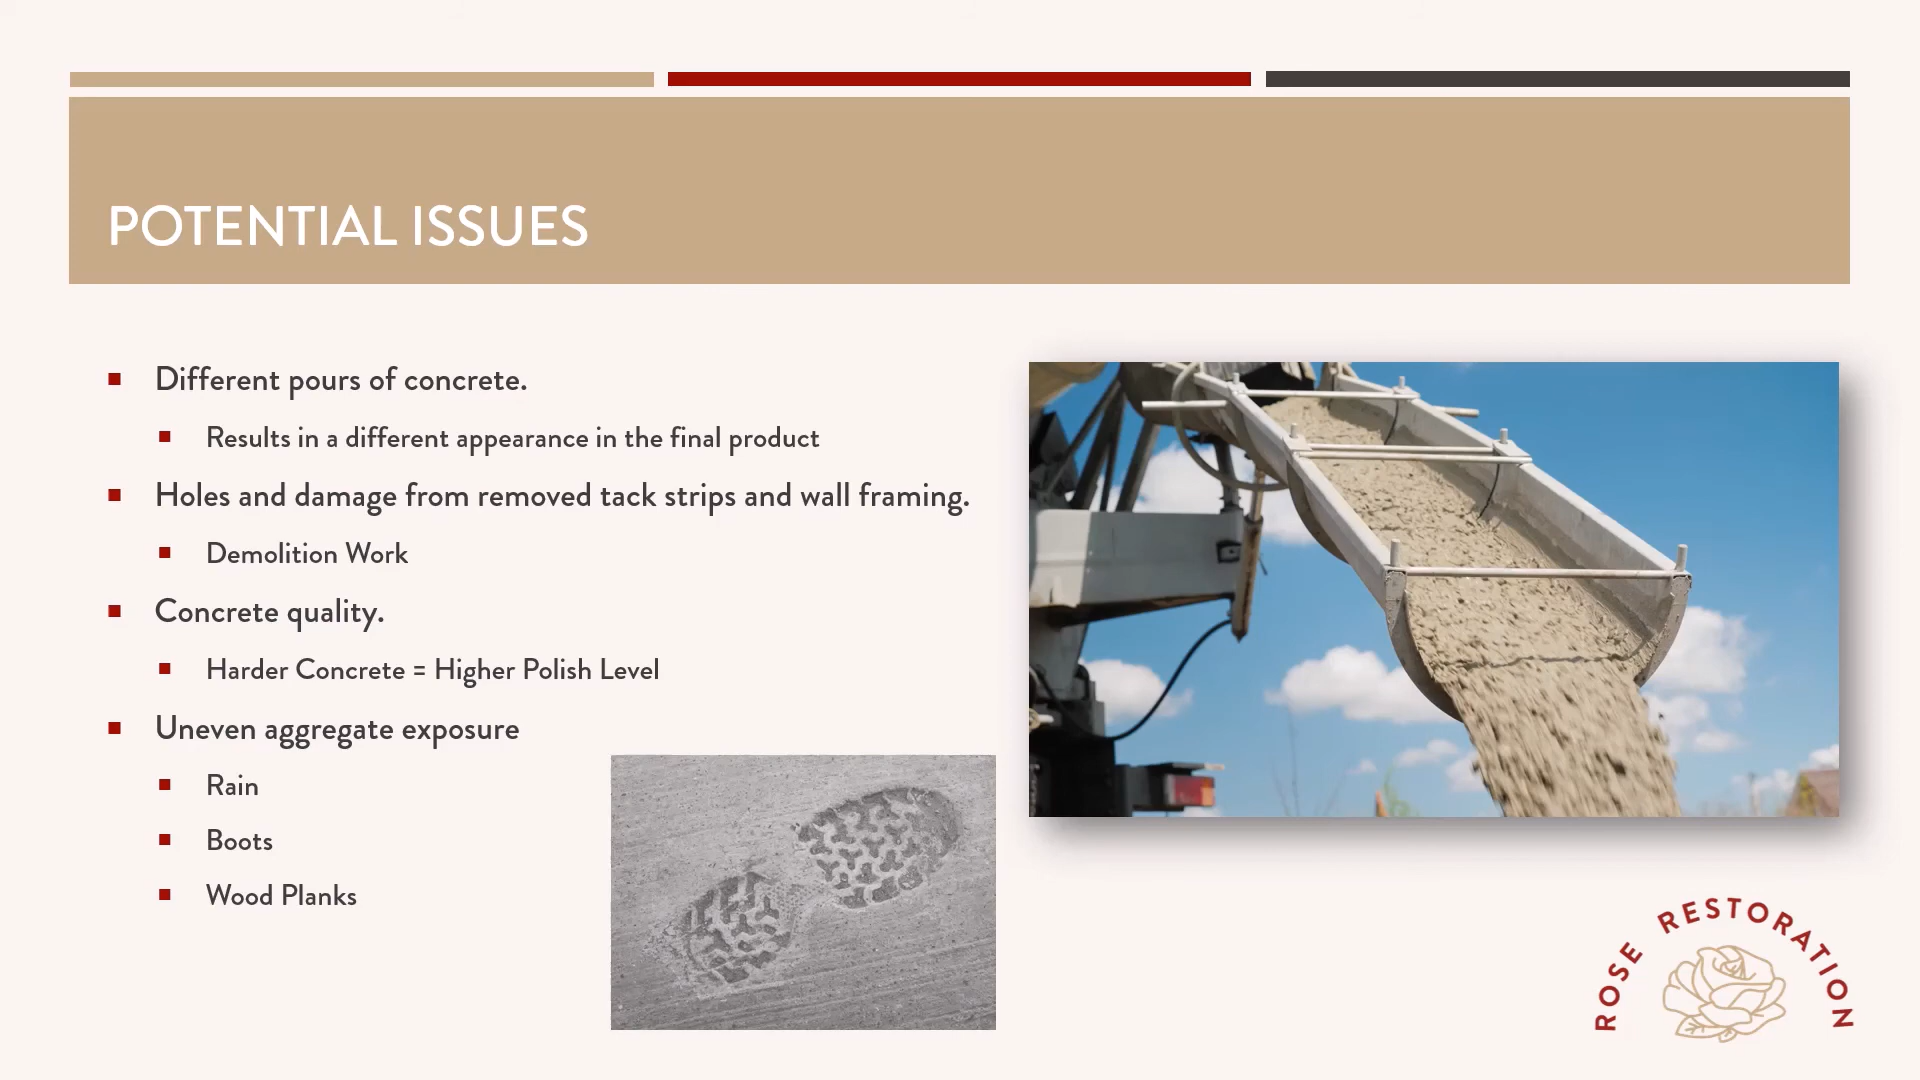 POTENTIAL ISSUES
Different pours of concrete.
Results in a different appearance in the final product
Holes and damage from removed tack strips and wall framing.
Demolition Work
Concrete quality.
Harder Concrete = Higher Polish Level
Uneven aggregate exposure
Rain
Boots
Wood Planks
ROSE RESTORATION